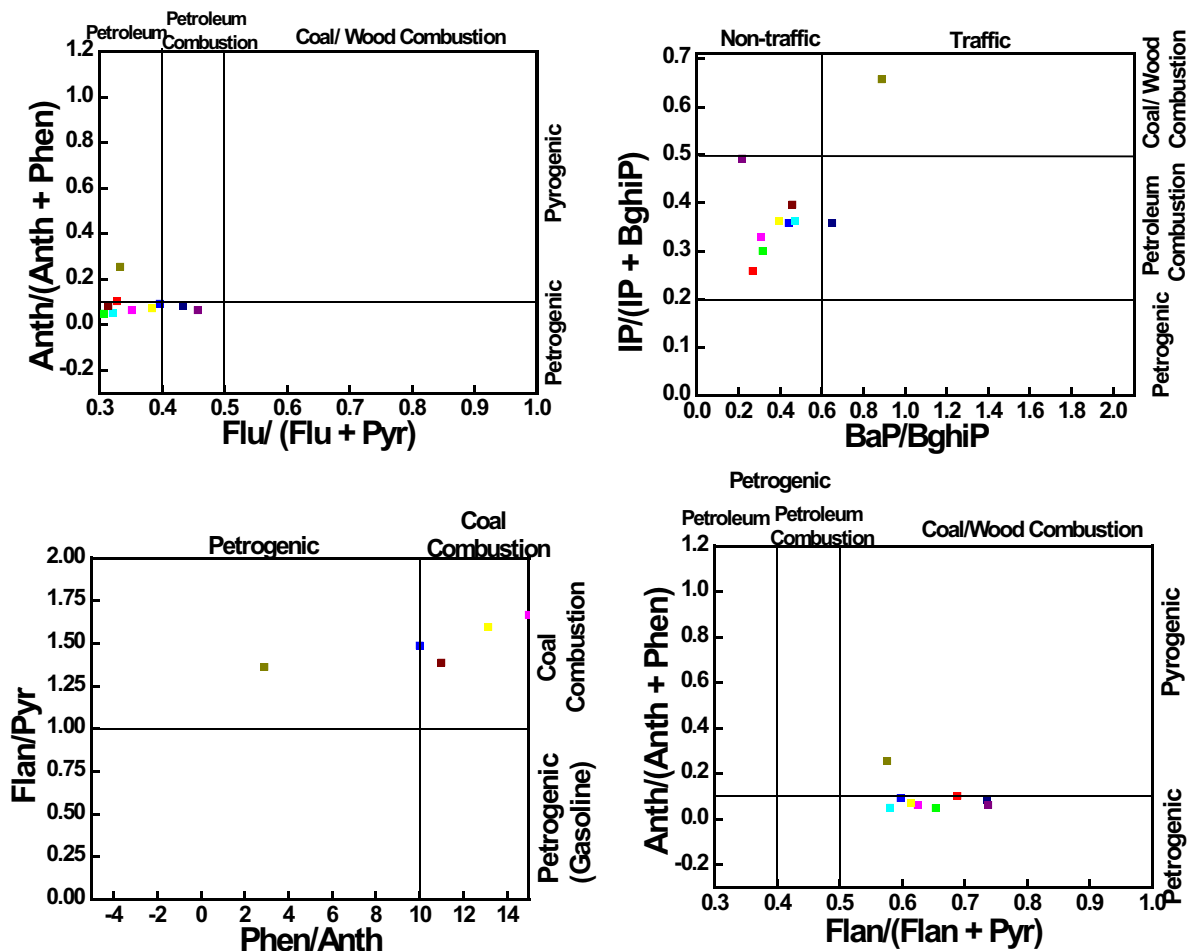 Petroleum
Petroleum
Combustion
Coal/ Wood Combustion
1.2
1.0
0.8
0.6
0.4
0.2
0.0
-0.2
Anth/(Anth + Phen)
Pyrogenic
Petrogenic
0.3 0.4 0.5 0.6 0.7 0.8 0.9 1.0
Flu/ (Flu + Pyr)
Non-traffic
Traffic
0.7
0.6
0.5
0.4
0.3
0.2
0.1
0.0
IP/(IP + BghiP)
Coal/ Wood
Combustion
Petroleum
Combustion
Petrogenic
0.0 0.2 0.4 0.6 0.8 1.0 1.2 1.4 1.6 1.8 2.0
BaP/BghiP
Petrogenic
Coal
Combustion
2.00
1.75
1.50
1.25
1.00
0.75
0.50
0.25
0.00
Flan/Pyr
Coal
Combustion
Petrogenic
(Gasoline)
-4 -2 0 2 4 6 8 10 12 14
Phen/Anth
Petrogenic
Petroleum
Petroleum
Combustion
Coal/Wood Combustion
1.2
1.0
0.8
0.6
0.4
0.2
0.0
-0.2
Anth/(Anth + Phen)
Pyrogenic
Petrogenic
0.3 0.4 0.5 0.6 0.7 0.8 0.9 1.0
Flan/(Flan + Pyr)